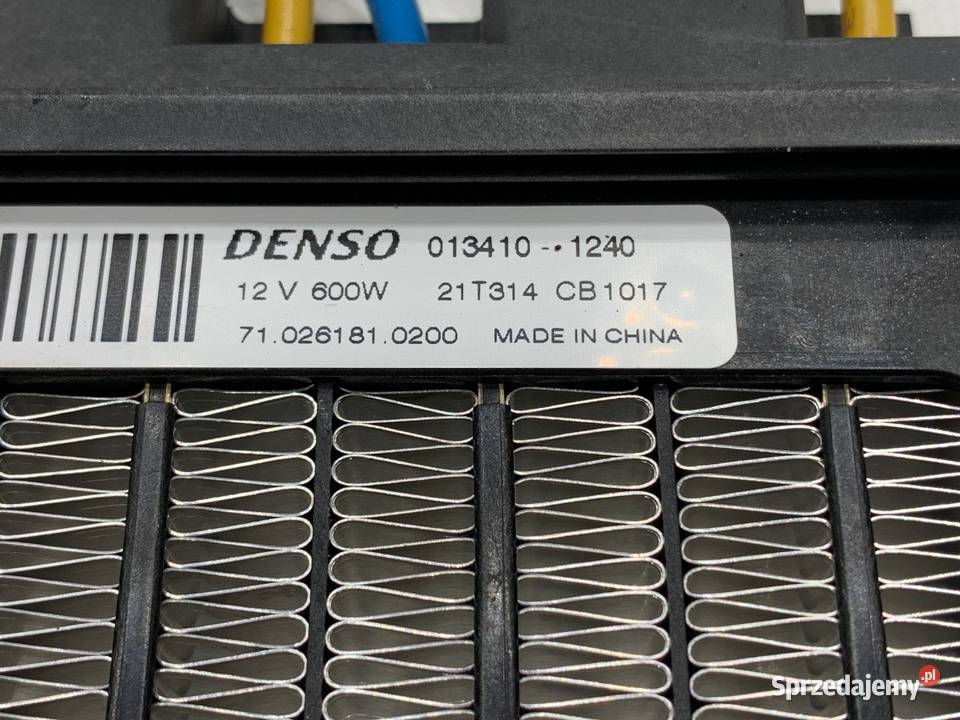 DENSO 013410-1240
12 V 600W 21T314 CB1017
71.026181.0200 MADE IN CHINA
Sprzedajemy.pl